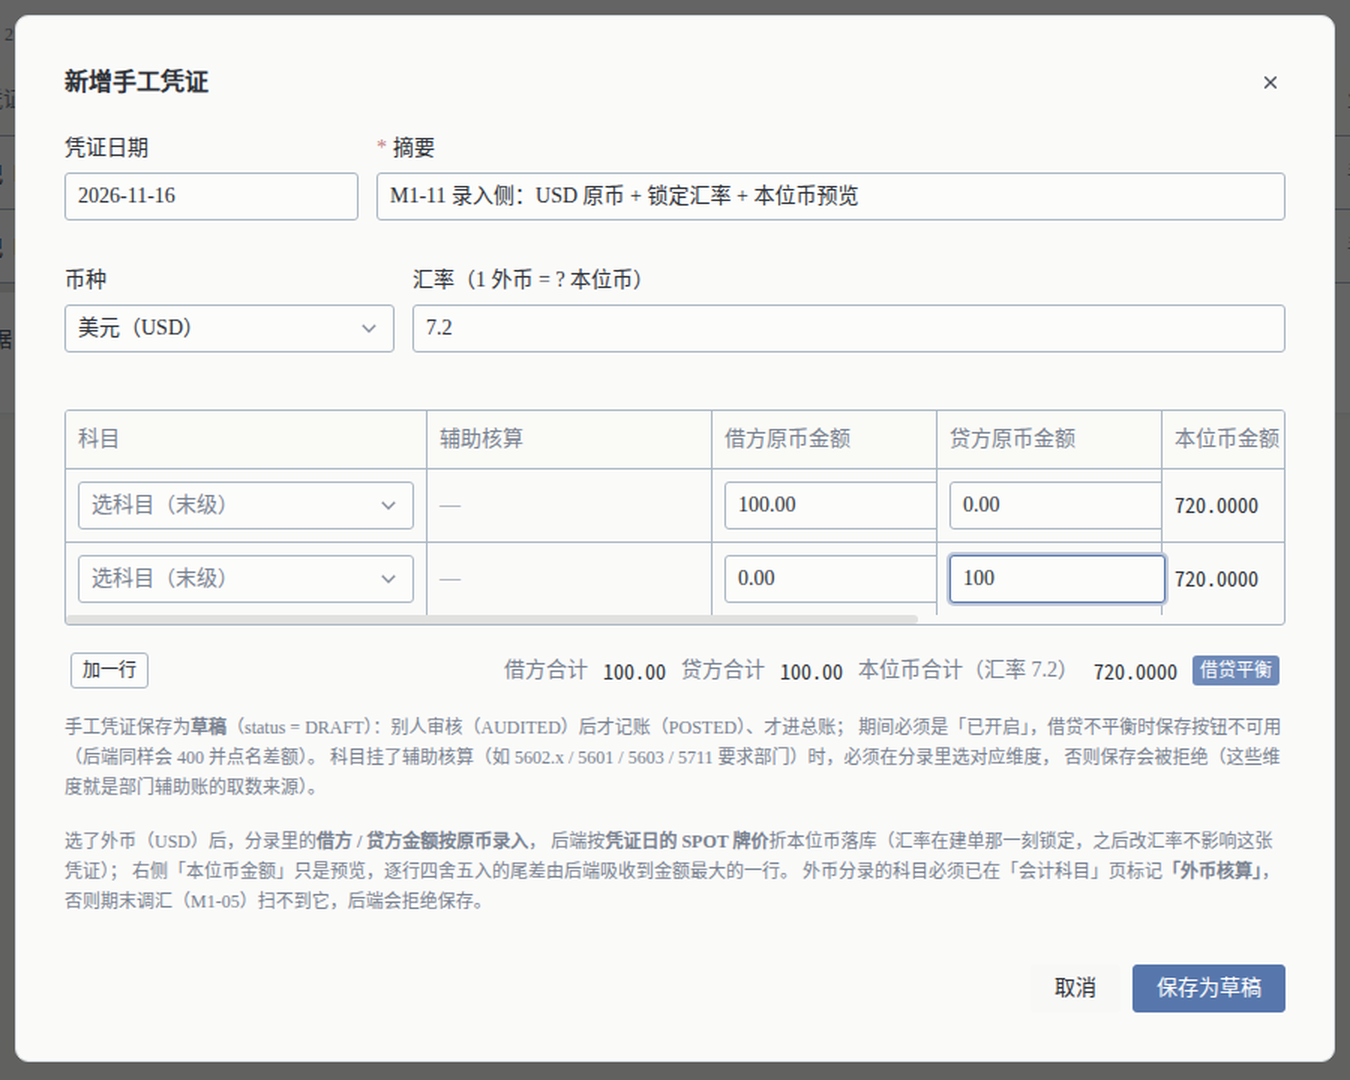 2
新增手工凭证
×
凭证日期
* 摘要
2026-11-16
M1-11 录入侧：USD 原币 + 锁定汇率 + 本位币预览
币种
汇率（1 外币 = ? 本位币）
美元（USD）
7.2
科目 辅助核算 借方原币金额 贷方原币金额 本位币金额
选科目（末级） — 100.00 0.00 720.0000
选科目（末级） — 0.00 100 720.0000
加一行 借方合计 100.00 贷方合计 100.00 本位币合计（汇率 7.2） 720.0000 借贷平衡
手工凭证保存为草稿（status = DRAFT）：别人审核（AUDITED）后才记账（POSTED）、才进总账； 期间必须是「已开启」，借贷不平衡时保存按钮不可用
（后端同样会 400 并点名差额）。 科目挂了辅助核算（如 5602.x / 5601 / 5603 / 5711 要求部门）时，必须在分录里选对应维度， 否则保存会被拒绝（这些维
度就是部门辅助账的取数来源）。
选了外币（USD）后，分录里的借方 / 贷方金额按原币录入， 后端按凭证日的 SPOT 牌价折本位币落库（汇率在建单那一刻锁定，之后改汇率不影响这张
凭证）； 右侧「本位币金额」只是预览，逐行四舍五入的尾差由后端吸收到金额最大的一行。 外币分录的科目必须已在「会计科目」页标记「外币核算」，
否则期末调汇（M1-05）扫不到它，后端会拒绝保存。
取消
保存为草稿